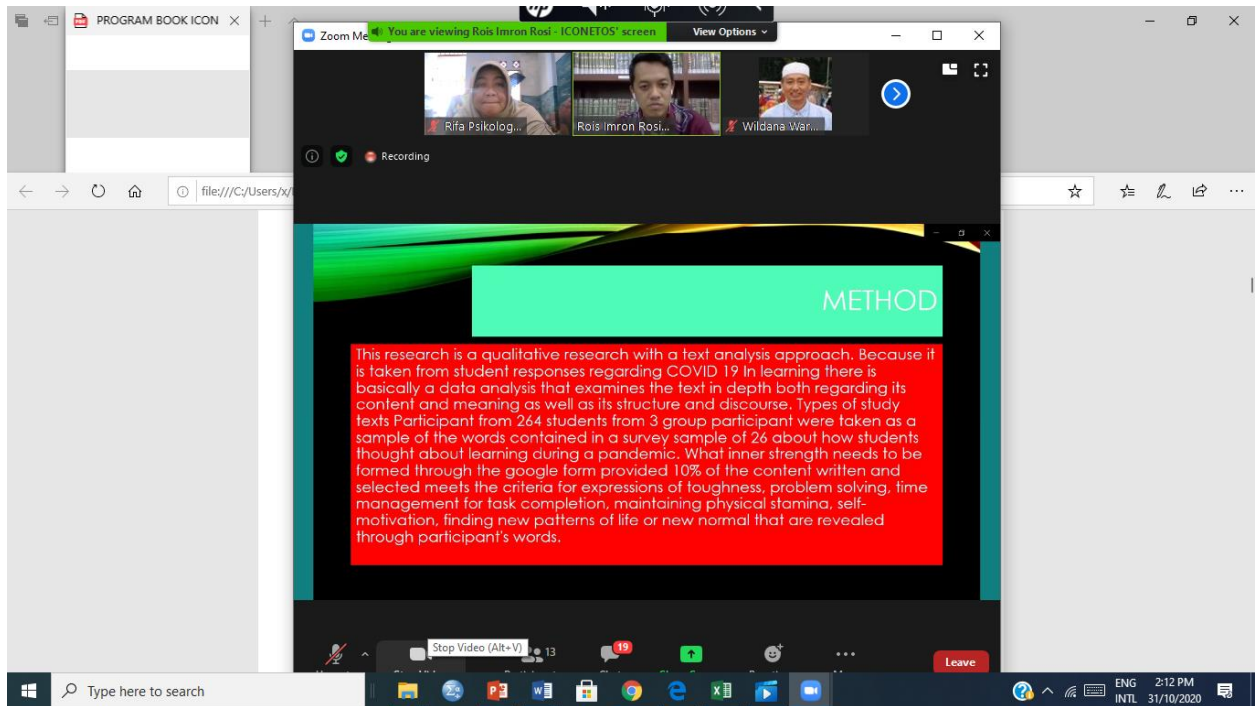 PROGRAM BOOK ICON
Zoom Me
You are viewing Rois Imron Rosi - ICONETOS' screen
View Options
Rifa Psikolog...
Rois Imron Rosi...
Wildana War...
Recording
file:///C:/Users/x/
METHOD
This research is a qualitative research with a text analysis approach. Because it
is taken from student responses regarding COVID 19 In learning there is
basically a data analysis that examines the text in depth both regarding its
content and meaning as well as its structure and discourse. Types of study
texts Participant from 264 students from 3 group participant were taken as a
sample of the words contained in a survey sample of 26 about how students
thought about learning during a pandemic. What inner strength needs to be
formed through the google form provided 10% of the content written and
selected meets the criteria for expressions of toughness, problem solving, time
management for task completion, maintaining physical stamina, self-
motivation, finding new patterns of life or new normal that are revealed
through participant's words.
Stop Video (Alt+V)
13
19
Leave
Type here to search
ENG
INTL
2:12 PM
31/10/2020